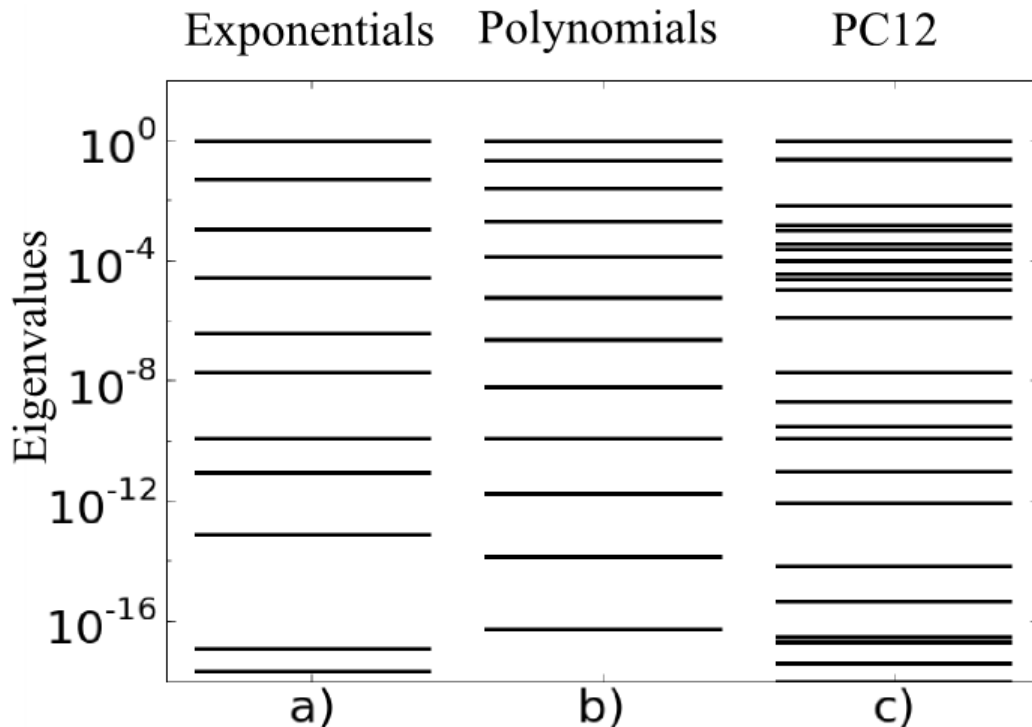 Exponentials Polynomials PC12
Eigenvalues
10^0
10^-4
10^-8
10^-12
10^-16
a) b) c)